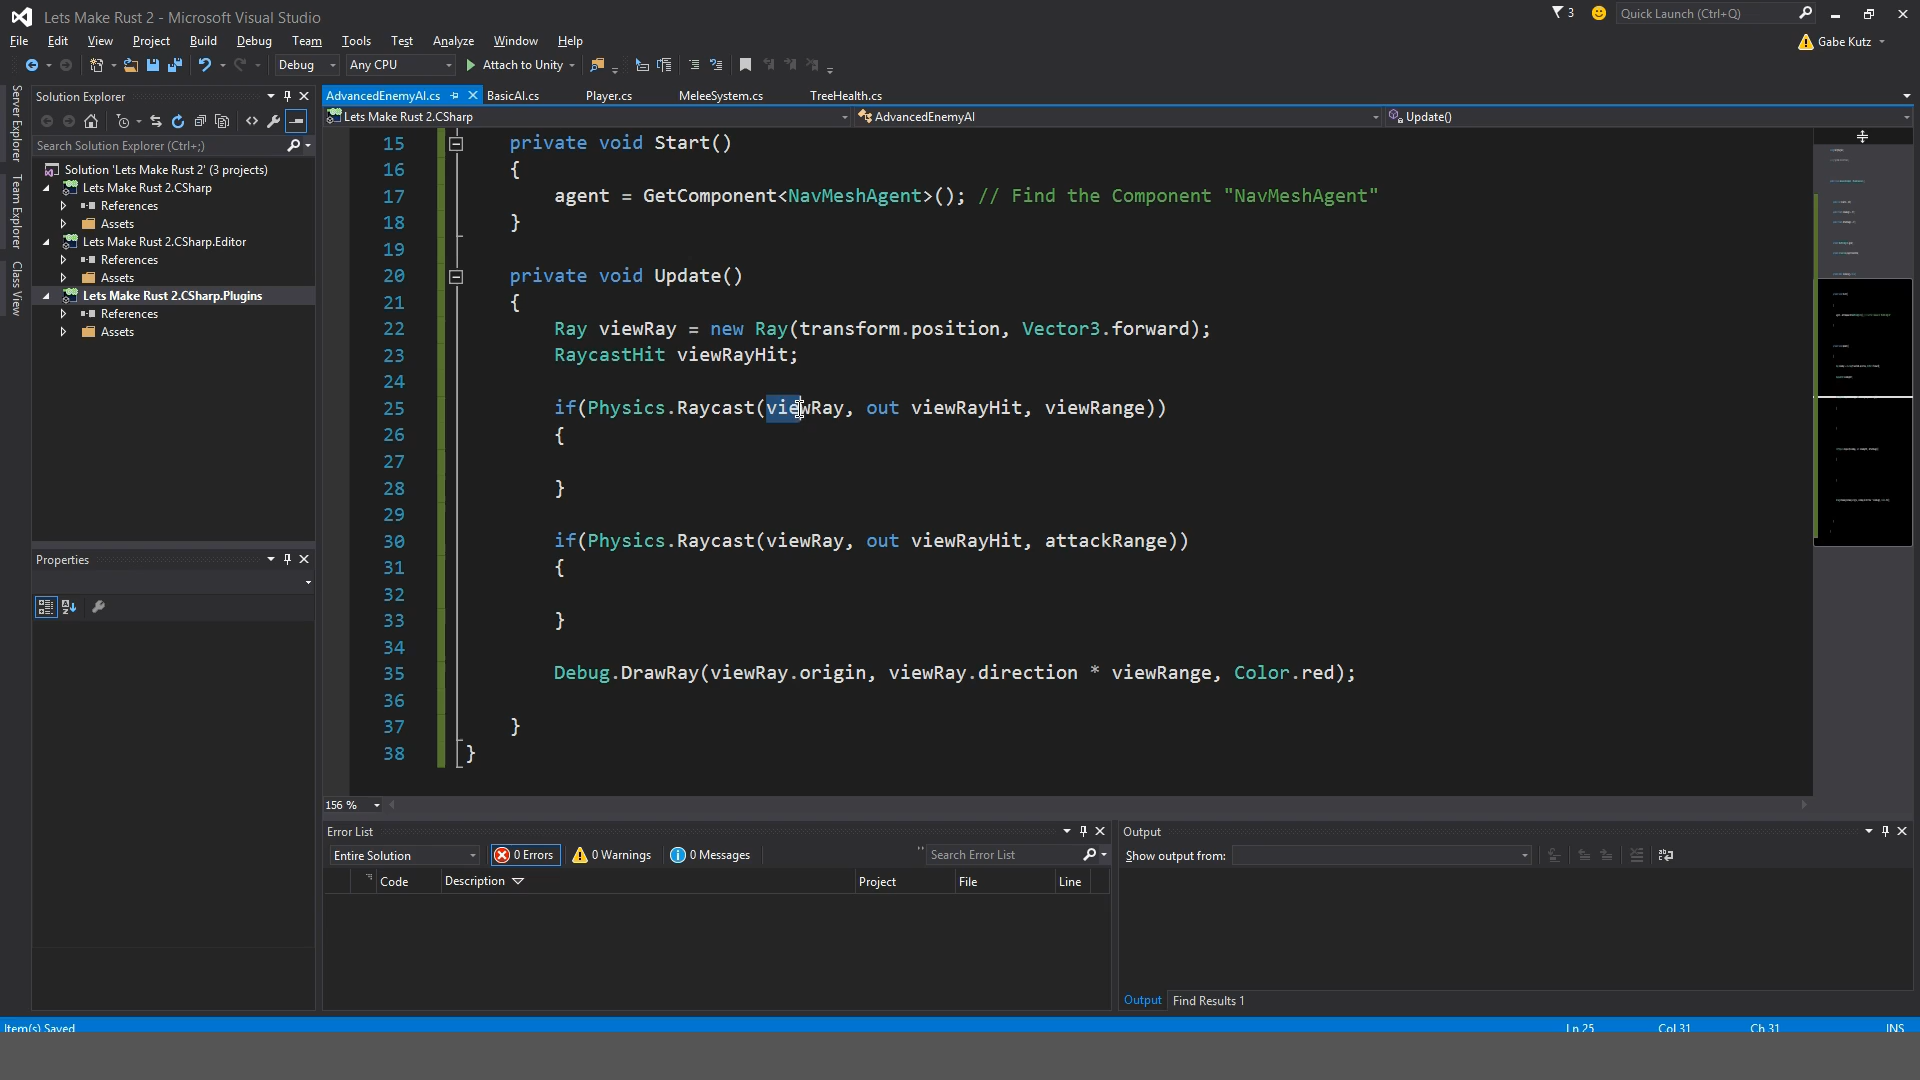 Lets Make Rust 2 - Microsoft Visual Studio
3
Quick Launch (Ctrl+Q)
File Edit View Project Build Debug Team Tools Test Analyze Window Help
Gabe Kutz
Debug Any CPU Attach to Unity
Server Explorer
Team Explorer
Class View
Solution Explorer
Search Solution Explorer (Ctrl+;)
Solution 'Lets Make Rust 2' (3 projects)
Lets Make Rust 2.CSharp
References
Assets
Lets Make Rust 2.CSharp.Editor
References
Assets
Lets Make Rust 2.CSharp.Plugins
References
Assets
Properties
AdvancedEnemyAI.cs BasicAI.cs Player.cs MeleeSystem.cs TreeHealth.cs
Lets Make Rust 2.CSharp AdvancedEnemyAI Update()
15 private void Start()
16 {
17 agent = GetComponent<NavMeshAgent>(); // Find the Component "NavMeshAgent"
18 }
19
20 private void Update()
21 {
22 Ray viewRay = new Ray(transform.position, Vector3.forward);
23 RaycastHit viewRayHit;
24
25 if(Physics.Raycast(viewRay, out viewRayHit, viewRange))
26 {
27
28 }
29
30 if(Physics.Raycast(viewRay, out viewRayHit, attackRange))
31 {
32
33 }
34
35 Debug.DrawRay(viewRay.origin, viewRay.direction * viewRange, Color.red);
36
37 }
38 }
156 %
Error List
Entire Solution 0 Errors 0 Warnings 0 Messages Search Error List
Code Description Project File Line
Output
Show output from:
Output Find Results 1
Item(s) Saved Ln 25 Col 31 Ch 31 INS